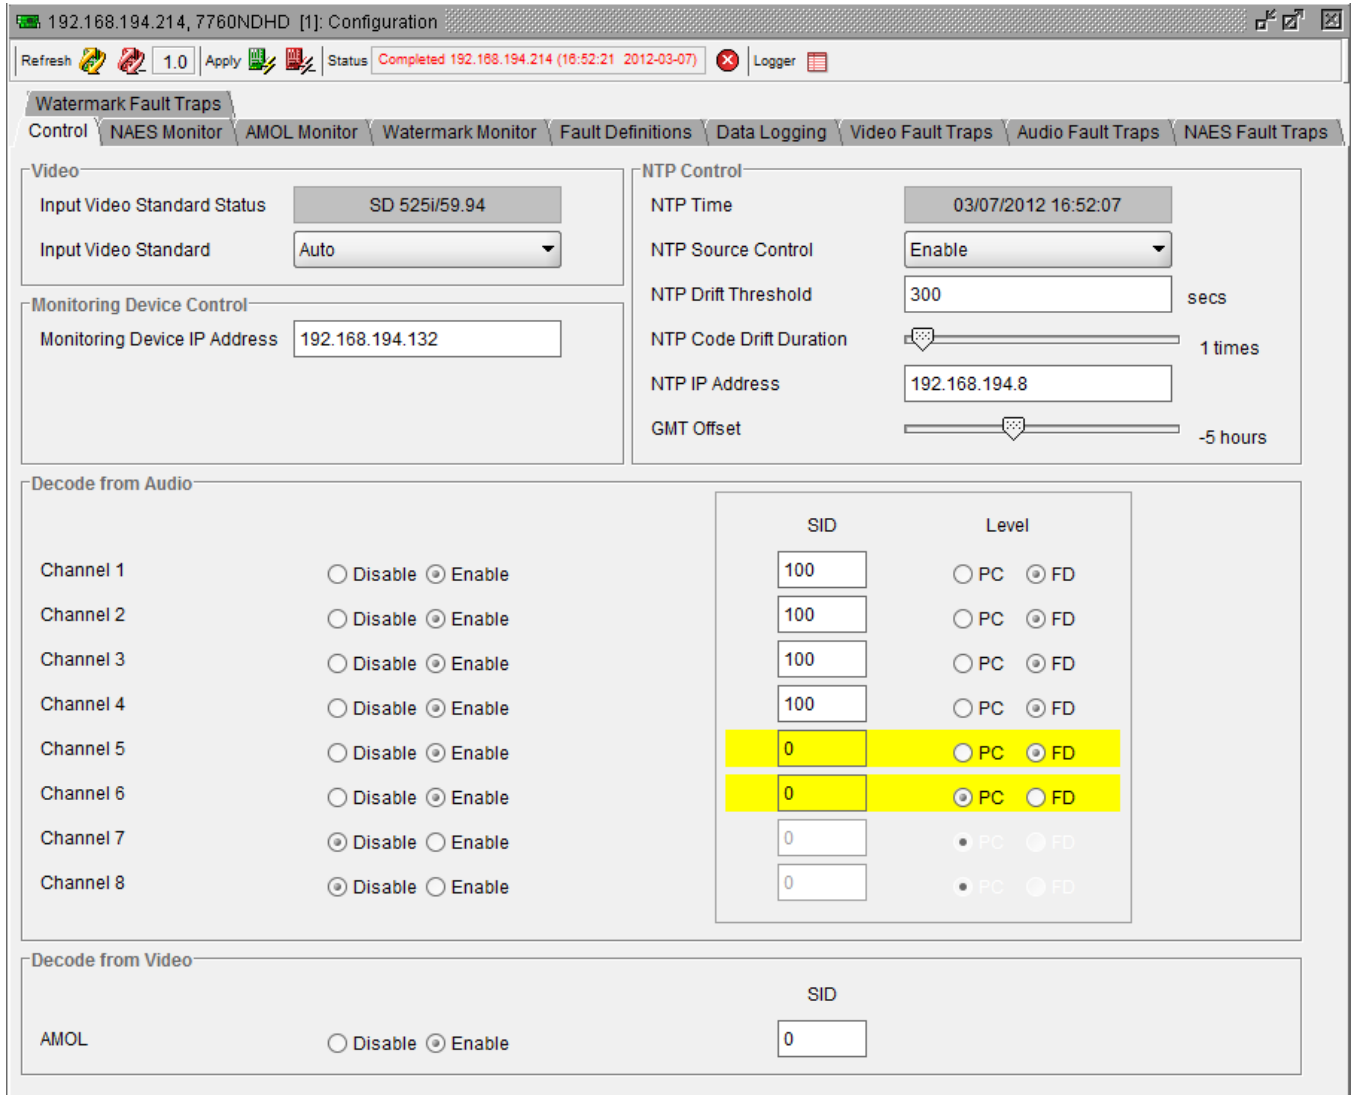 192.168.194.214, 7760NDHD [1]: Configuration
Refresh 1.0 Apply Status Completed 192.168.194.214 (16:52:21 2012-03-07) Logger
Watermark Fault Traps
Control NAES Monitor AMOL Monitor Watermark Monitor Fault Definitions Data Logging Video Fault Traps Audio Fault Traps NAES Fault Traps
Video
Input Video Standard Status SD 525i/59.94
Input Video Standard Auto
Monitoring Device Control
Monitoring Device IP Address 192.168.194.132
NTP Control
NTP Time 03/07/2012 16:52:07
NTP Source Control Enable
NTP Drift Threshold 300 secs
NTP Code Drift Duration 1 times
NTP IP Address 192.168.194.8
GMT Offset -5 hours
Decode from Audio
SID Level
Channel 1 Disable Enable 100 PC FD
Channel 2 Disable Enable 100 PC FD
Channel 3 Disable Enable 100 PC FD
Channel 4 Disable Enable 100 PC FD
Channel 5 Disable Enable 0 PC FD
Channel 6 Disable Enable 0 PC FD
Channel 7 Disable Enable 0 PC FD
Channel 8 Disable Enable 0 PC FD
Decode from Video
SID
AMOL Disable Enable 0